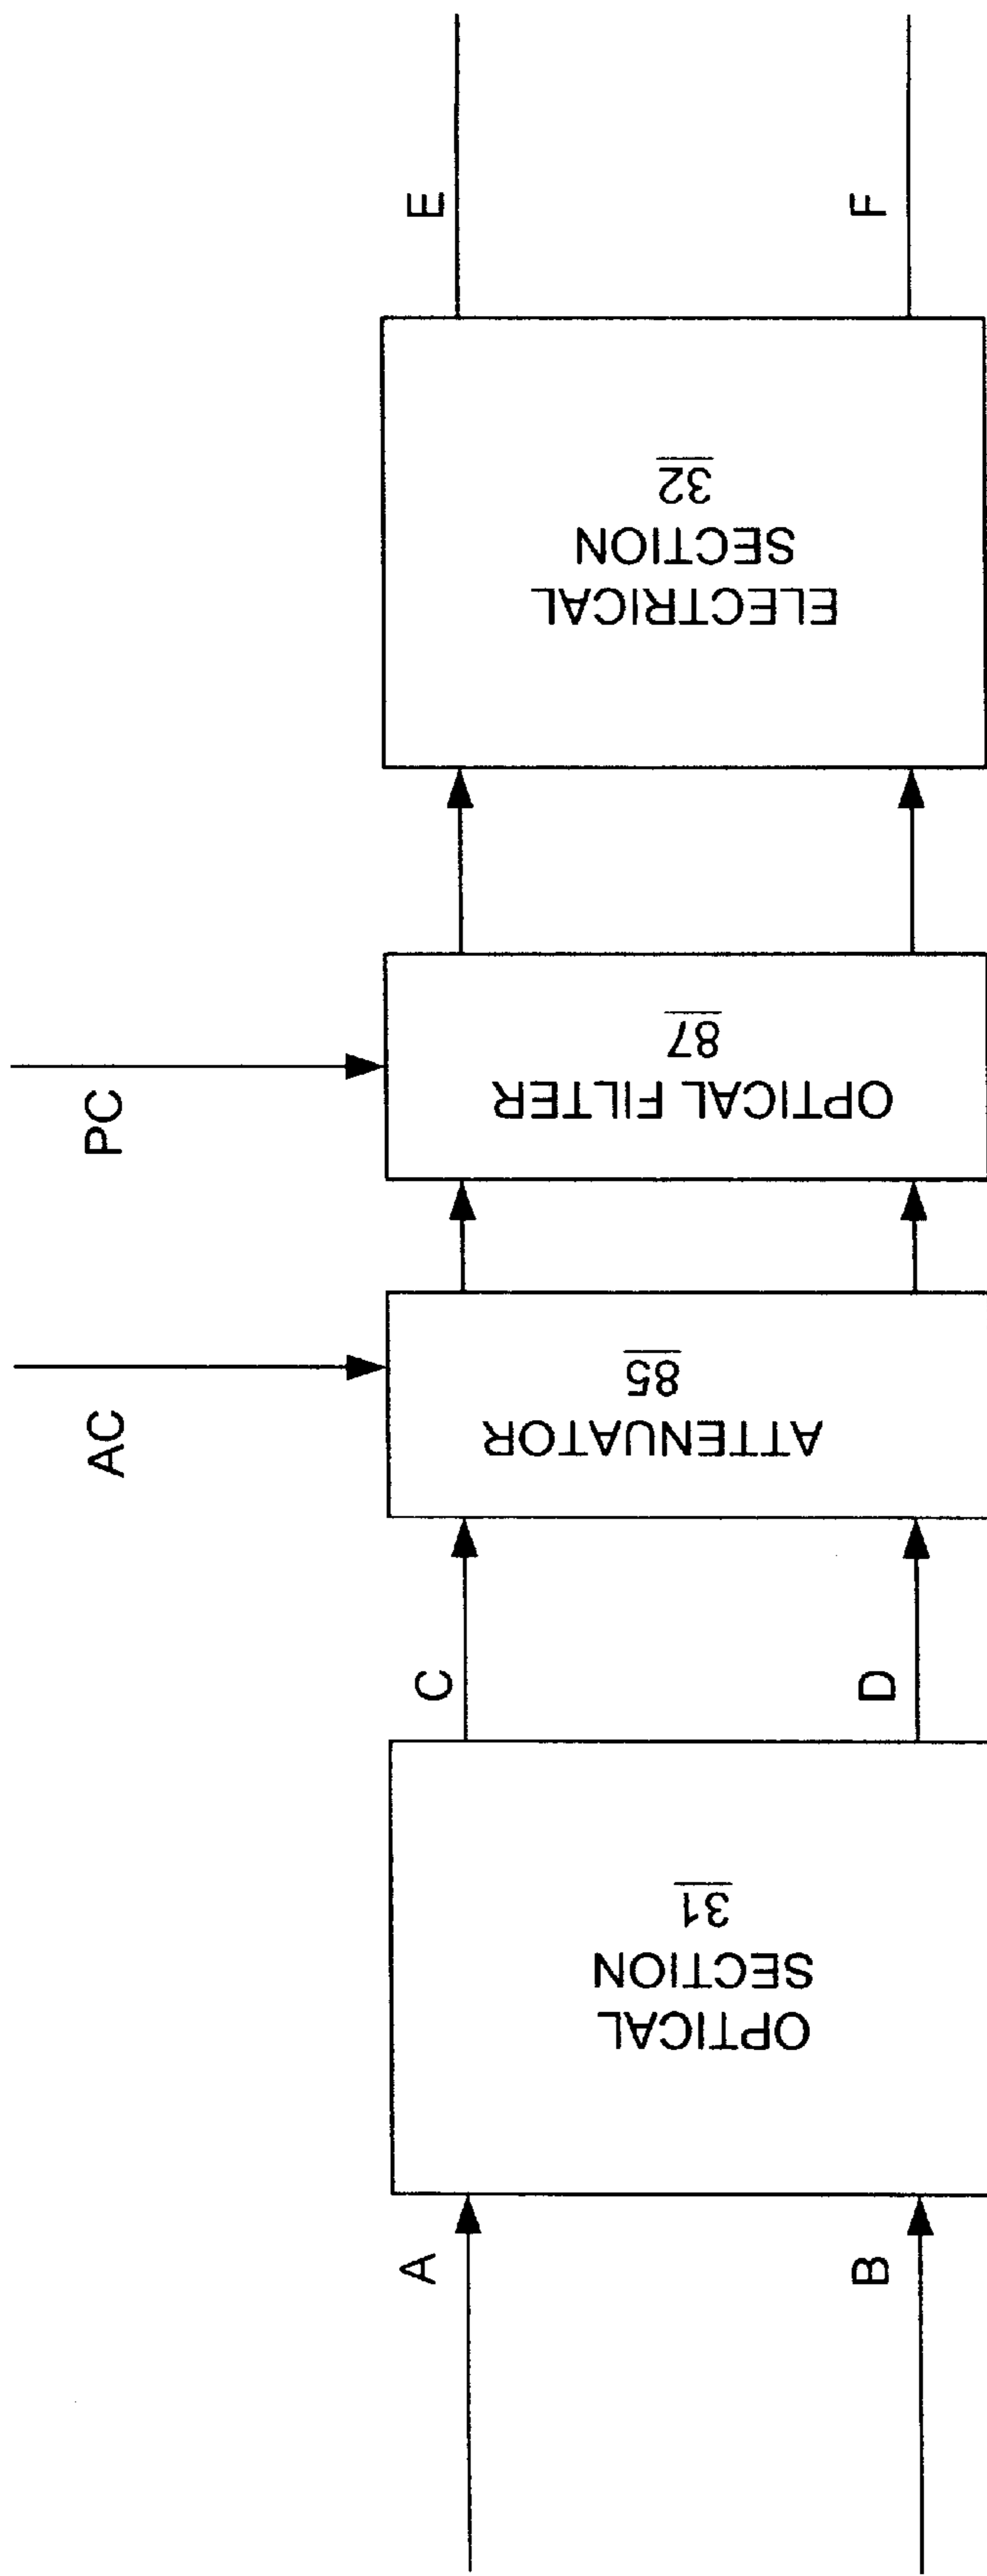 A
B
OPTICAL
SECTION
31
C
D
AC
ATTENUATOR
85
PC
OPTICAL FILTER
87
ELECTRICAL
SECTION
32
E
F